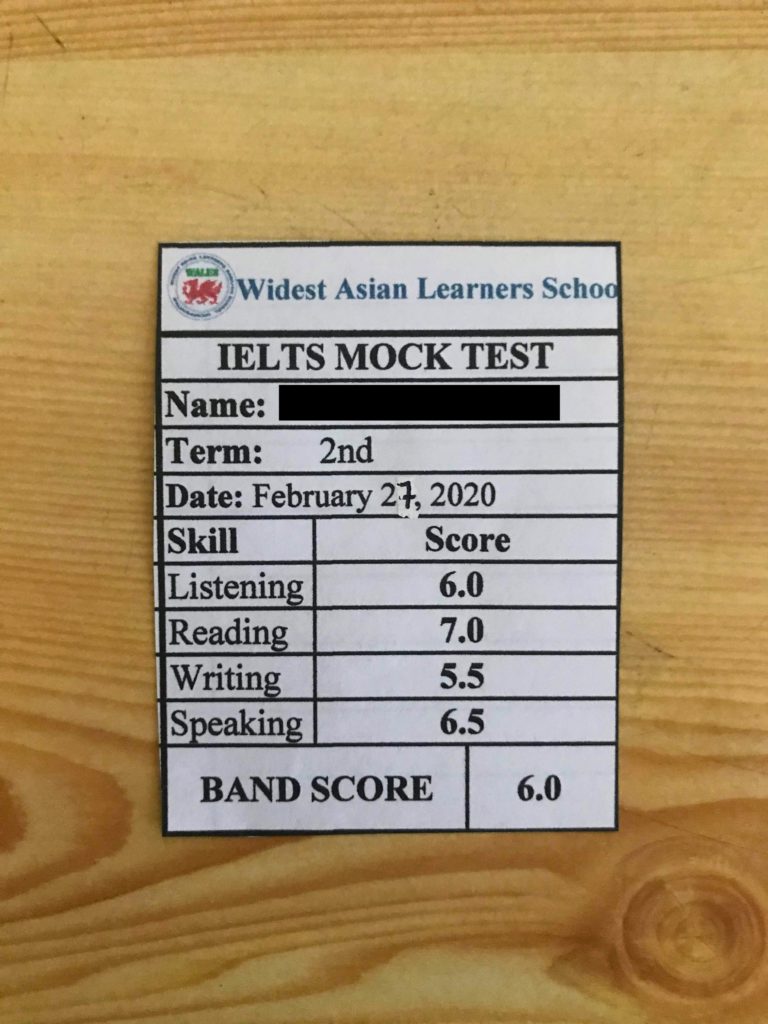 WALES
Widest Asian Learners Schoo
IELTS MOCK TEST
Name:
Term: 2nd
Date: February 27, 2020
Skill Score
Listening 6.0
Reading 7.0
Writing 5.5
Speaking 6.5
BAND SCORE 6.0